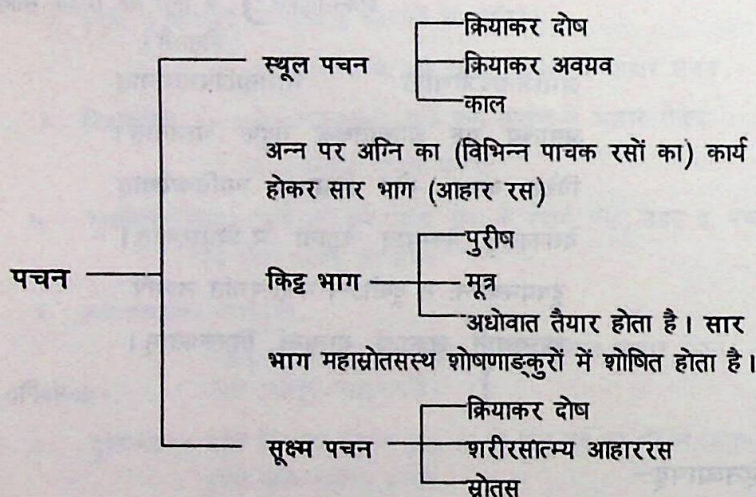 क्रियाकर दोष
स्थूल पचन
क्रियाकर अवयव
काल
अन्न पर अग्नि का (विभिन्न पाचक रसों का) कार्य
होकर सार भाग (आहार रस)
पुरीष
पचन
किट्ट भाग
मूत्र
अधोवात तैयार होता है। सार
भाग महास्रोतसस्थ शोषणाङ्कुरों में शोषित होता है।
क्रियाकर दोष
सूक्ष्म पचन
शरीरसात्म्य आहाररस
स्रोतस